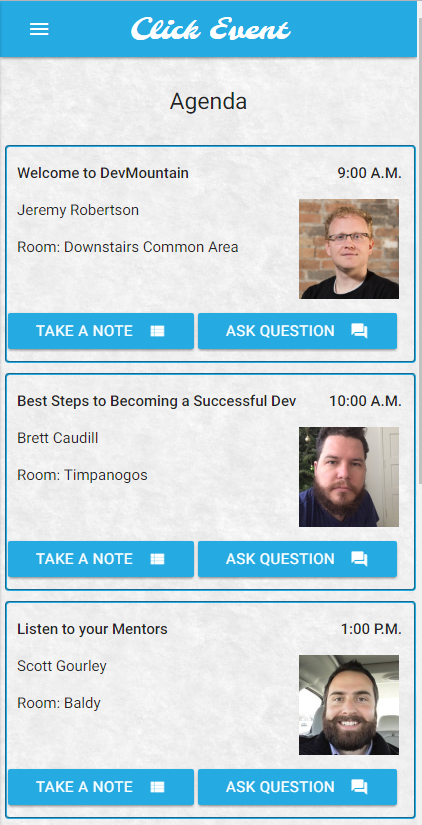 Click Event
Agenda
Welcome to DevMountain 9:00 A.M.
Jeremy Robertson
Room: Downstairs Common Area
TAKE A NOTE ASK QUESTION
Best Steps to Becoming a Successful Dev 10:00 A.M.
Brett Caudill
Room: Timpanogos
TAKE A NOTE ASK QUESTION
Listen to your Mentors 1:00 P.M.
Scott Gourley
Room: Baldy
TAKE A NOTE ASK QUESTION